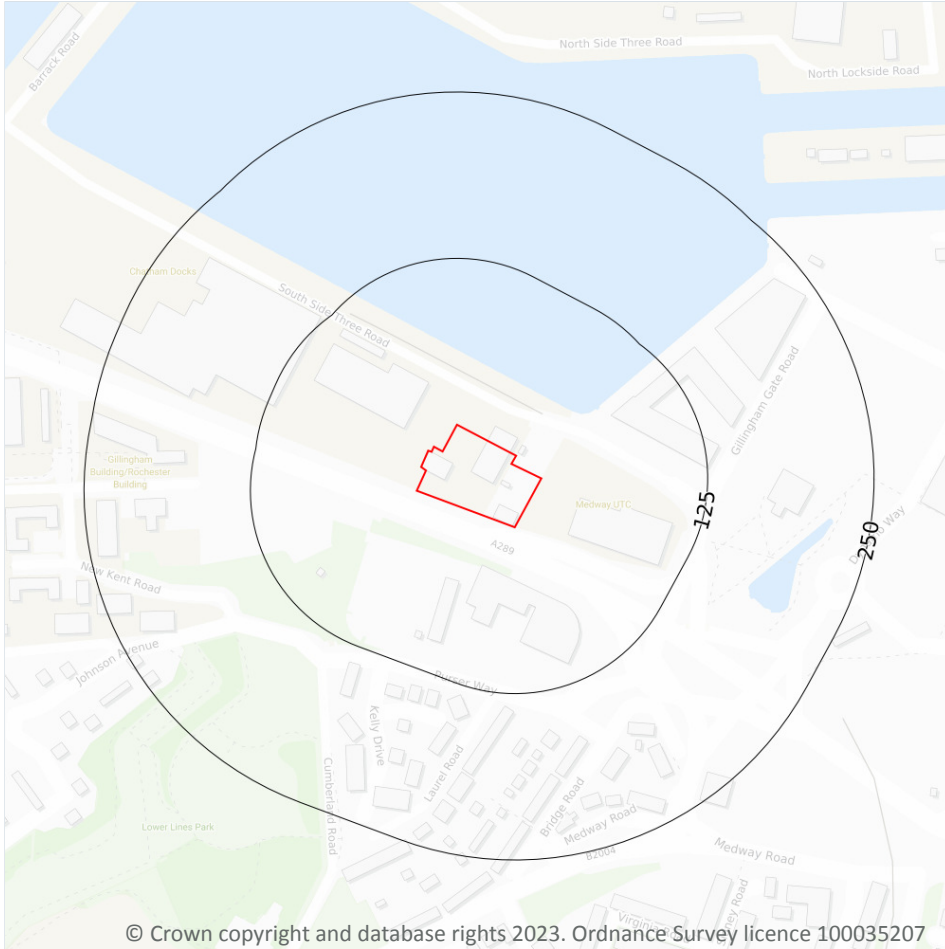 Barrack Road
North Side Three Road
North Lockside Road
Chatham Docks
South Side Three Road
Gillingham Gate Road
Gillingham
Building/Rochester
Building
Medway UTC
125
250
A289
New Kent Road
Johnson Avenue
Purser Way
Kelly Drive
Laurel Road
Cumberland Road
Bridge Road
Medway Road
Lower Lines Park
B2004
Medway Road
Way
© Crown copyright and database rights 2023. Ordnance Survey licence 100035207